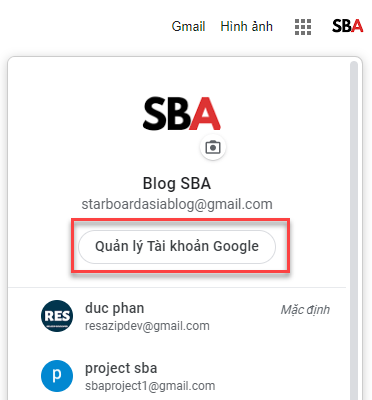 Gmail Hình ảnh SBA
SBA
Blog SBA
starboardasiablog@gmail.com
Quản lý Tài khoản Google
RES duc phan Mặc định
resazipdev@gmail.com
p project sba
sbaproject1@gmail.com